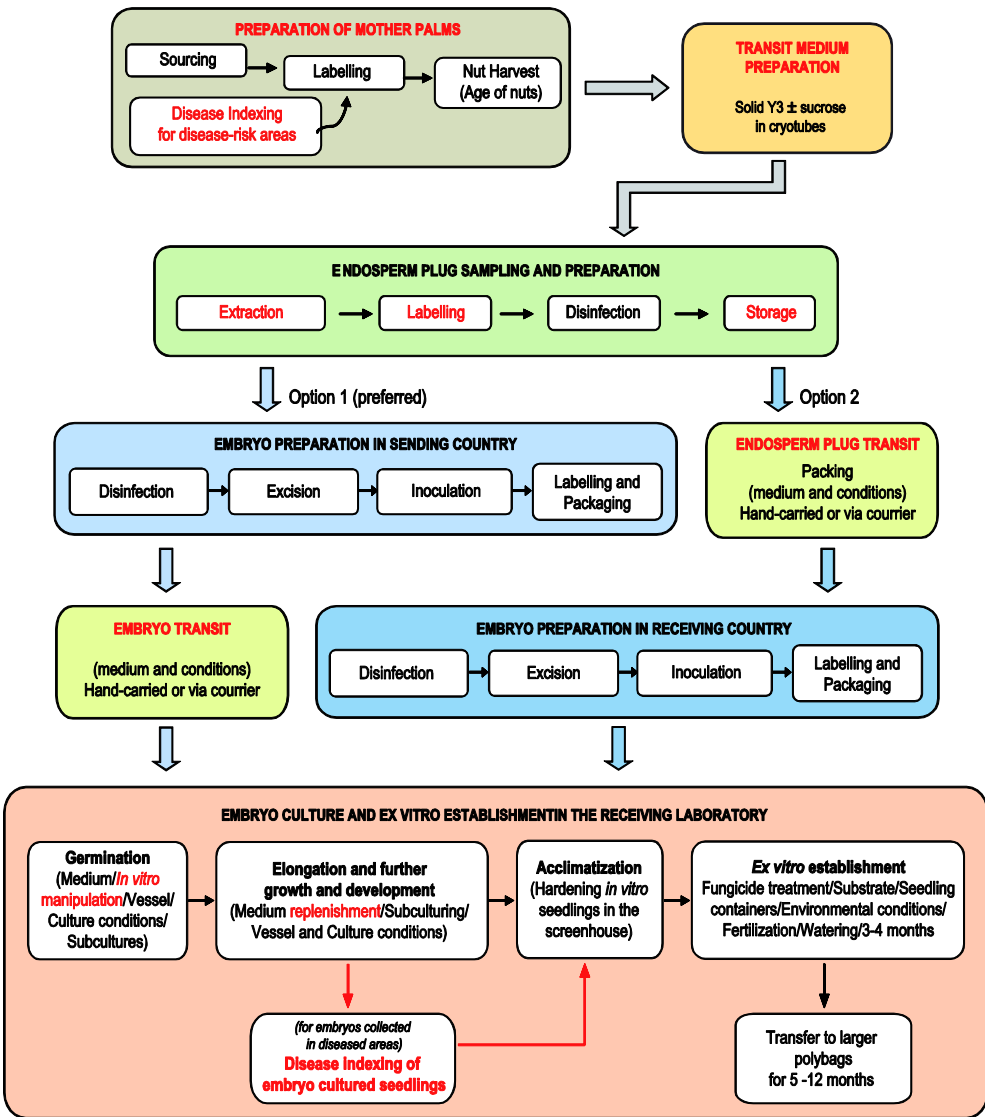 PREPARATION OF MOTHER PALMS
Sourcing
Labelling
Nut Harvest
(Age of nuts)
Disease Indexing
for disease-risk areas
TRANSIT MEDIUM
PREPARATION
Solid Y3 ± sucrose
in cryotubes
ENDOSPERM PLUG SAMPLING AND PREPARATION
Extraction
Labelling
Disinfection
Storage
Option 1 (preferred)
Option 2
EMBRYO PREPARATION IN SENDING COUNTRY
Disinfection
Excision
Inoculation
Labelling and
Packaging
ENDOSPERM PLUG TRANSIT
Packing
(medium and conditions)
Hand-carried or via courrier
EMBRYO TRANSIT
(medium and conditions)
Hand-carried or via courrier
EMBRYO PREPARATION IN RECEIVING COUNTRY
Disinfection
Excision
Inoculation
Labelling and
Packaging
EMBRYO CULTURE AND EX VITRO ESTABLISHMENTIN THE RECEIVING LABORATORY
Germination
(Medium/In vitro
manipulation/Vessel/
Culture conditions/
Subcultures)
Elongation and further
growth and development
(Medium replenishment/Subculturing/
Vessel and Culture conditions)
Acclimatization
(Hardening in vitro
seedlings in the
screenhouse)
Ex vitro establishment
Fungicide treatment/Substrate/Seedling
containers/Environmental conditions/
Fertilization/Watering/3-4 months
(for embryos collected
in diseased areas)
Disease indexing of
embryo cultured seedlings
Transfer to larger
polybags
for 5 -12 months